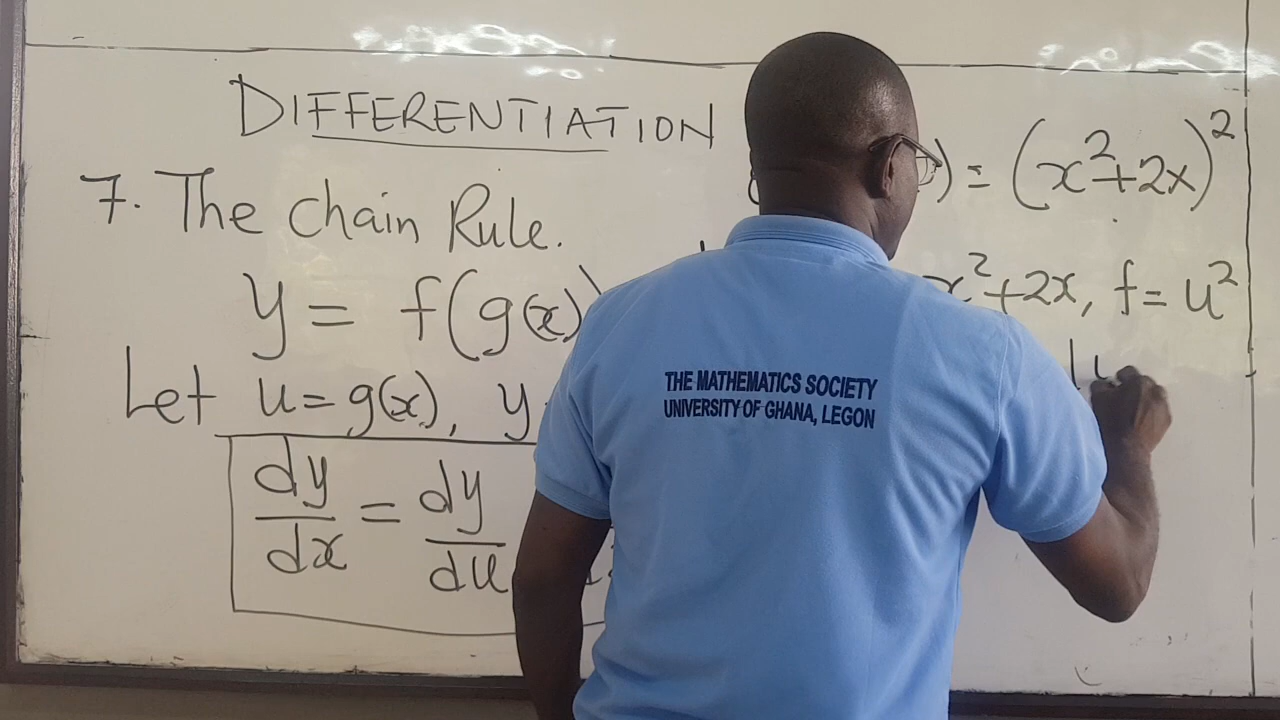 DIFFERENTIATION
7. The Chain Rule.
y = f(g(x)
Let u = g(x), y
dy/dx = dy/du
) = (x²+2x)²
x²+2x, f = u²
THE MATHEMATICS SOCIETY
UNIVERSITY OF GHANA, LEGON